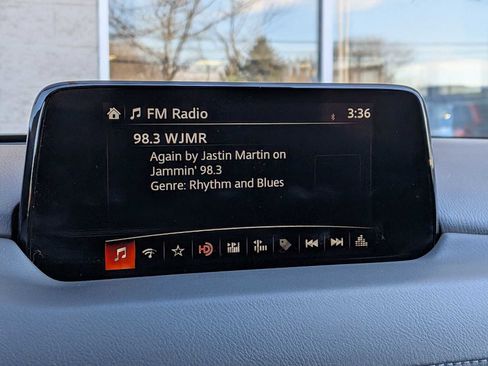 FM Radio 3:36
98.3 WJMR
Again by Jastin Martin on
Jammin' 98.3
Genre: Rhythm and Blues
HD